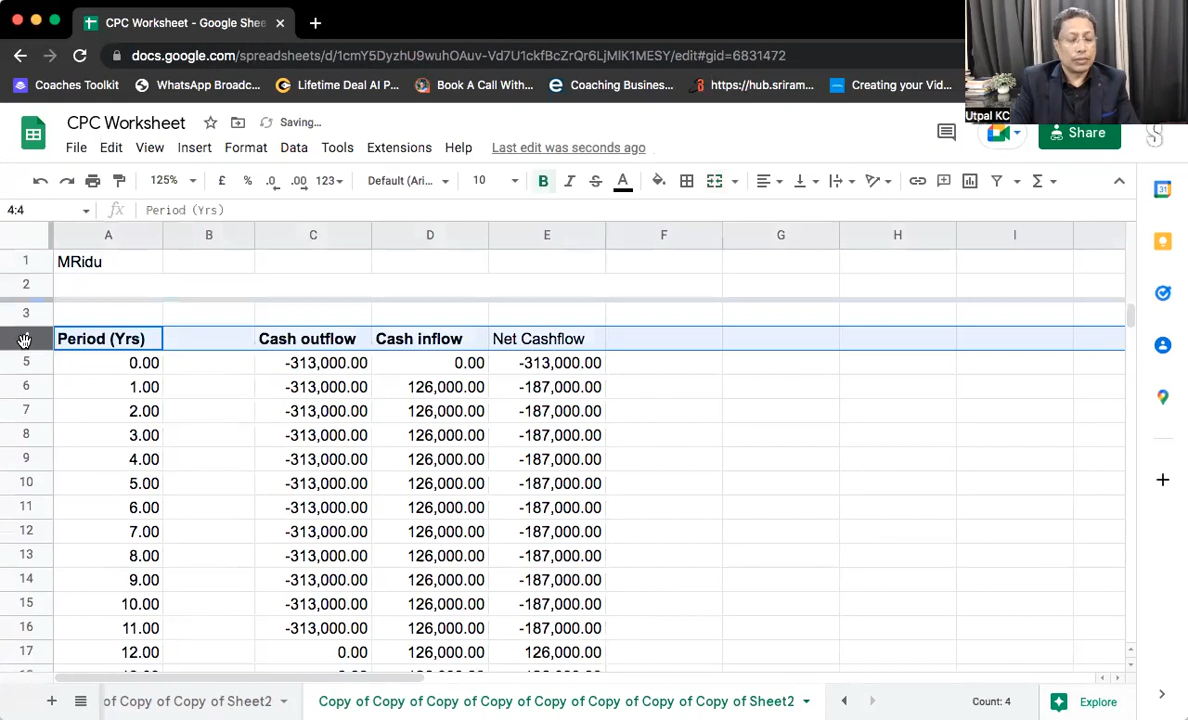 CPC Worksheet - Google Shee
docs.google.com/spreadsheets/d/1cmY5DyzhU9wuhOAuv-Vd7U1ckfBcZrQr6LjMlK1MESY/edit#gid=6831472
Coaches Toolkit WhatsApp Broadc... Lifetime Deal AI P... Book A Call With... Coaching Business... https://hub.sriram... Creating your Vid...
Utpal KC
CPC Worksheet Saving...
Share
File Edit View Insert Format Data Tools Extensions Help Last edit was seconds ago
125% £ % .0 .00 123 Default (Ari... 10 B I S A
4:4 fx Period (Yrs)
A B C D E F G H I
1 MRidu
2
3
4 Period (Yrs) Cash outflow Cash inflow Net Cashflow
5 0.00 -313,000.00 0.00 -313,000.00
6 1.00 -313,000.00 126,000.00 -187,000.00
7 2.00 -313,000.00 126,000.00 -187,000.00
8 3.00 -313,000.00 126,000.00 -187,000.00
9 4.00 -313,000.00 126,000.00 -187,000.00
10 5.00 -313,000.00 126,000.00 -187,000.00
11 6.00 -313,000.00 126,000.00 -187,000.00
12 7.00 -313,000.00 126,000.00 -187,000.00
13 8.00 -313,000.00 126,000.00 -187,000.00
14 9.00 -313,000.00 126,000.00 -187,000.00
15 10.00 -313,000.00 126,000.00 -187,000.00
16 11.00 -313,000.00 126,000.00 -187,000.00
17 12.00 0.00 126,000.00 126,000.00
of Copy of Copy of Sheet2 Copy of Copy of Copy of Copy of Copy of Copy of Copy of Sheet2 Count: 4 Explore